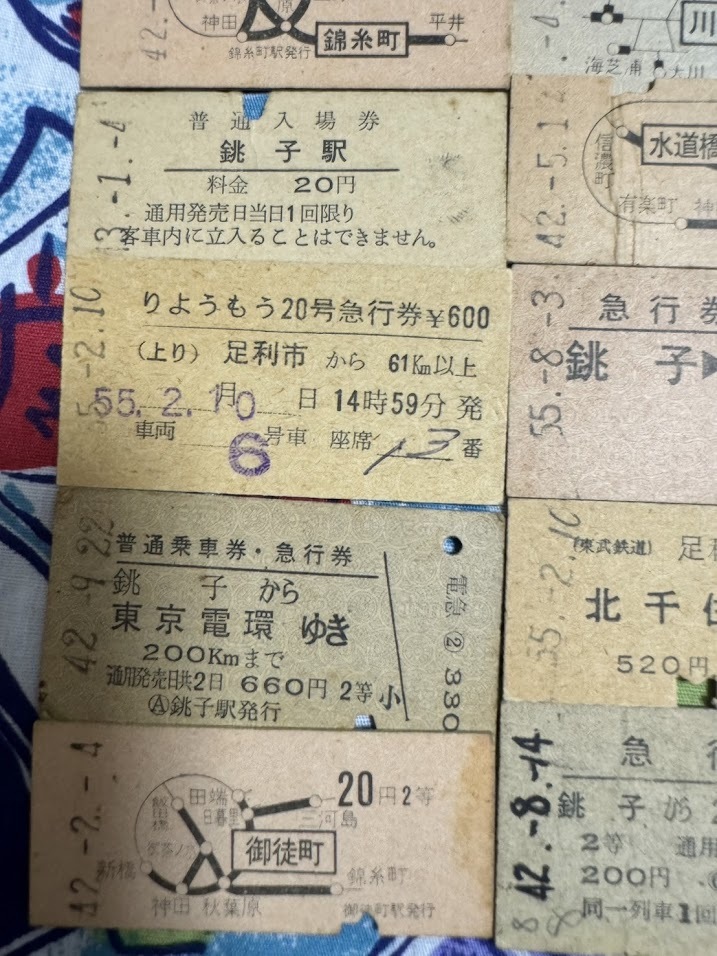 神田
原
平井
錦糸町
錦糸町駅発行
42.
普通入場券
銚子駅
料金 20円
通用発売日当日1回限り
客車内に立入ることはできません。
3.-1.-4
りようもう20号急行券¥600
(上り) 足利市 から 61Km以上
55.2.10 月 日 14時59分発
車両 6 号車 座席 13 番
5.-2.10
普通乗車券・急行券
銚 子 から
東京電環 ゆき
200Kmまで
通用発売日共2日 660円 2等 小
Ⓐ銚子駅発行
電急 ② 330
42.-9.22
20円2等
田端
日暮里
三河島
御徒町
新橋
神田 秋葉原
錦糸町
御徒町駅発行
42.-2.-4
川
海芝浦
大川
-4.
水道橋
信濃町
有楽町
神
42.-5.1
急行券
銚 子▶
55.-8.-3
(東武鉄道) 足
北千住
520円
55.-2.10
急 行
銚 子 から
2等 通用
200円
同一列車1回
42.-8.-14
8